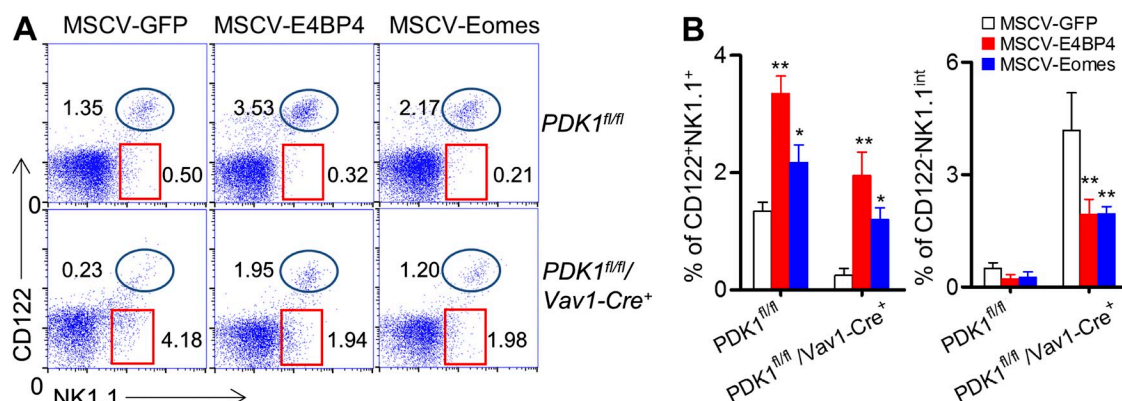 A
MSCV-GFP MSCV-E4BP4 MSCV-Eomes
1.35 3.53 2.17
PDK1fl/fl
0.50 0.32 0.21
0
0.23 1.95 1.20
PDK1fl/fl/
Vav1-Cre+
4.18 1.94 1.98
CD122
0
NK1.1
B
MSCV-GFP
MSCV-E4BP4
MSCV-Eomes
% of CD122+NK1.1+
4
2
0
**
*
**
*
PDK1fl/fl
PDK1fl/fl/Vav1-Cre+
% of CD122-NK1.1int
6
3
0
**
**
PDK1fl/fl
PDK1fl/fl/Vav1-Cre+